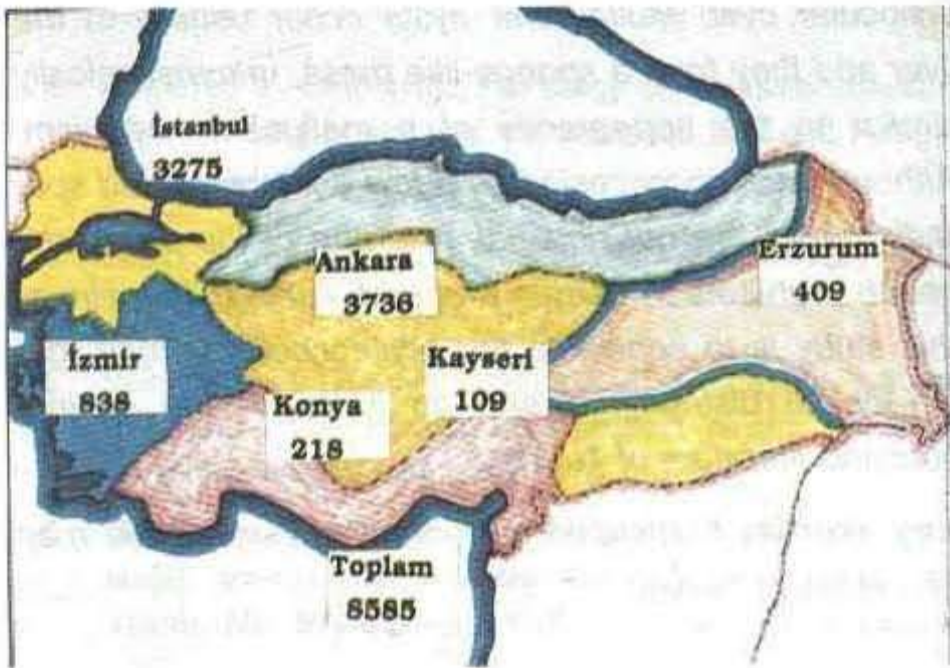 İstanbul
3275
Ankara
3736
Erzurum
409
İzmir
838
Kayseri
109
Konya
218
Toplam
8585